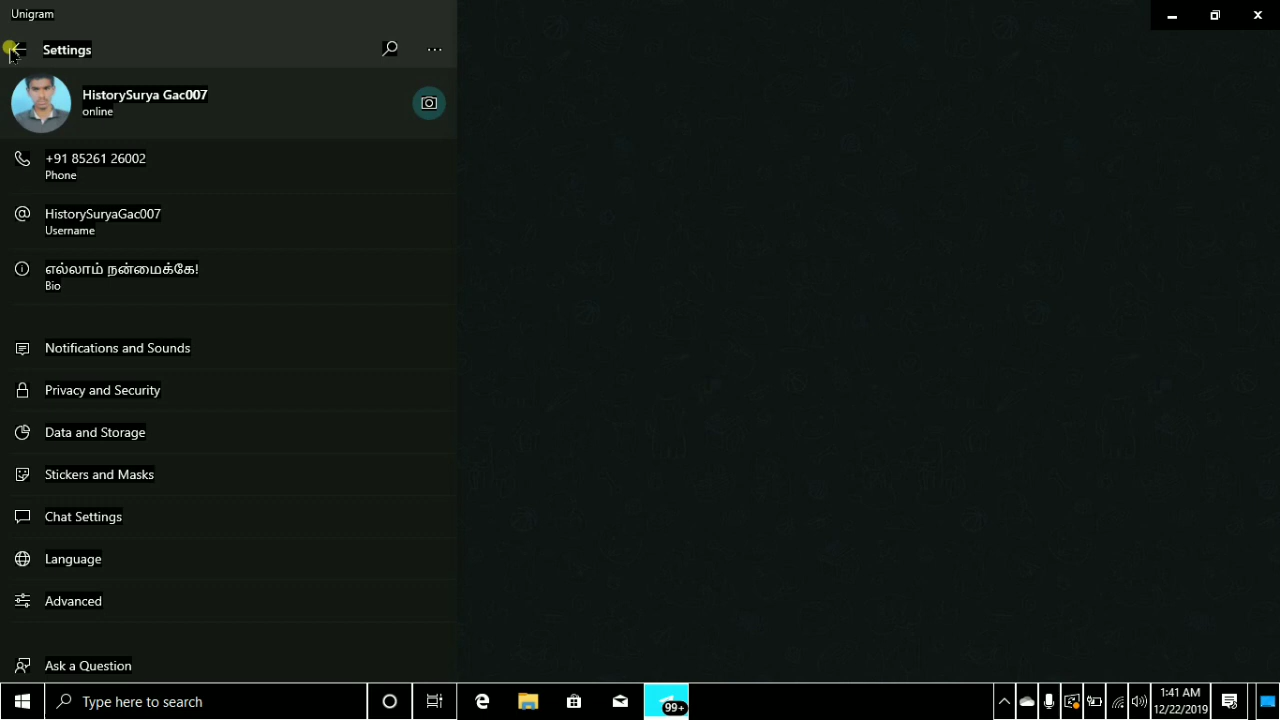 Unigram
Settings
HistorySurya Gac007
online
+91 85261 26002
Phone
HistorySuryaGac007
Username
எல்லாம் நன்மைக்கே!
Bio
Notifications and Sounds
Privacy and Security
Data and Storage
Stickers and Masks
Chat Settings
Language
Advanced
Ask a Question
Type here to search
99+
1:41 AM
12/22/2019